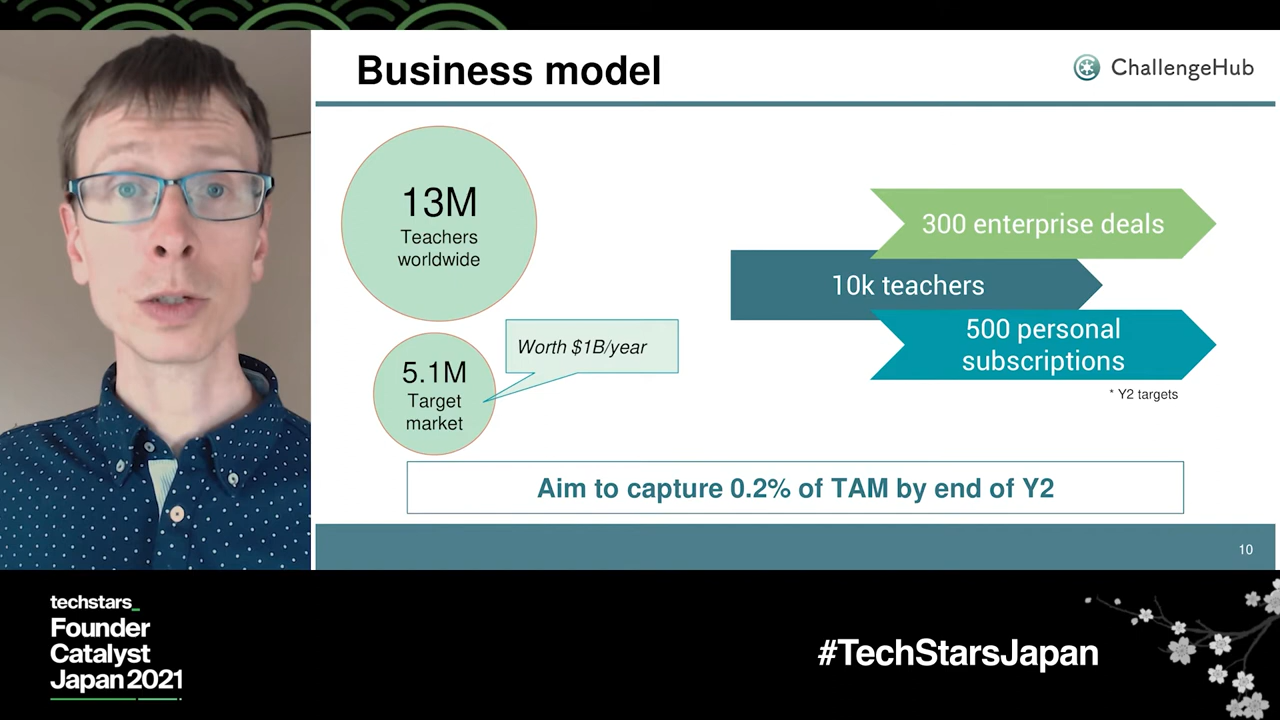 Business model
ChallengeHub
13M
Teachers
worldwide
5.1M
Target
market
Worth $1B/year
300 enterprise deals
10k teachers
500 personal
subscriptions
* Y2 targets
Aim to capture 0.2% of TAM by end of Y2
10
techstars_
Founder
Catalyst
Japan 2021
#TechStarsJapan